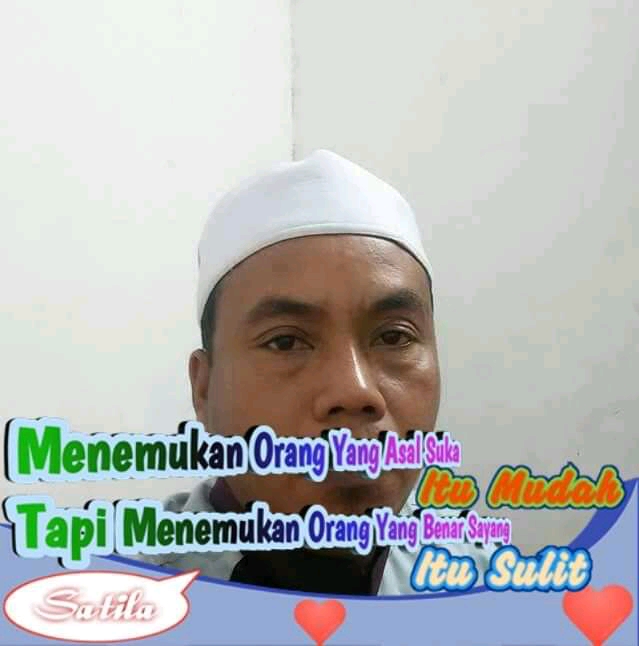 Menemukan Orang Yang Asal Suka
Itu Mudah
Tapi Menemukan Orang Yang Benar Sayang
Itu Sulit
Satila